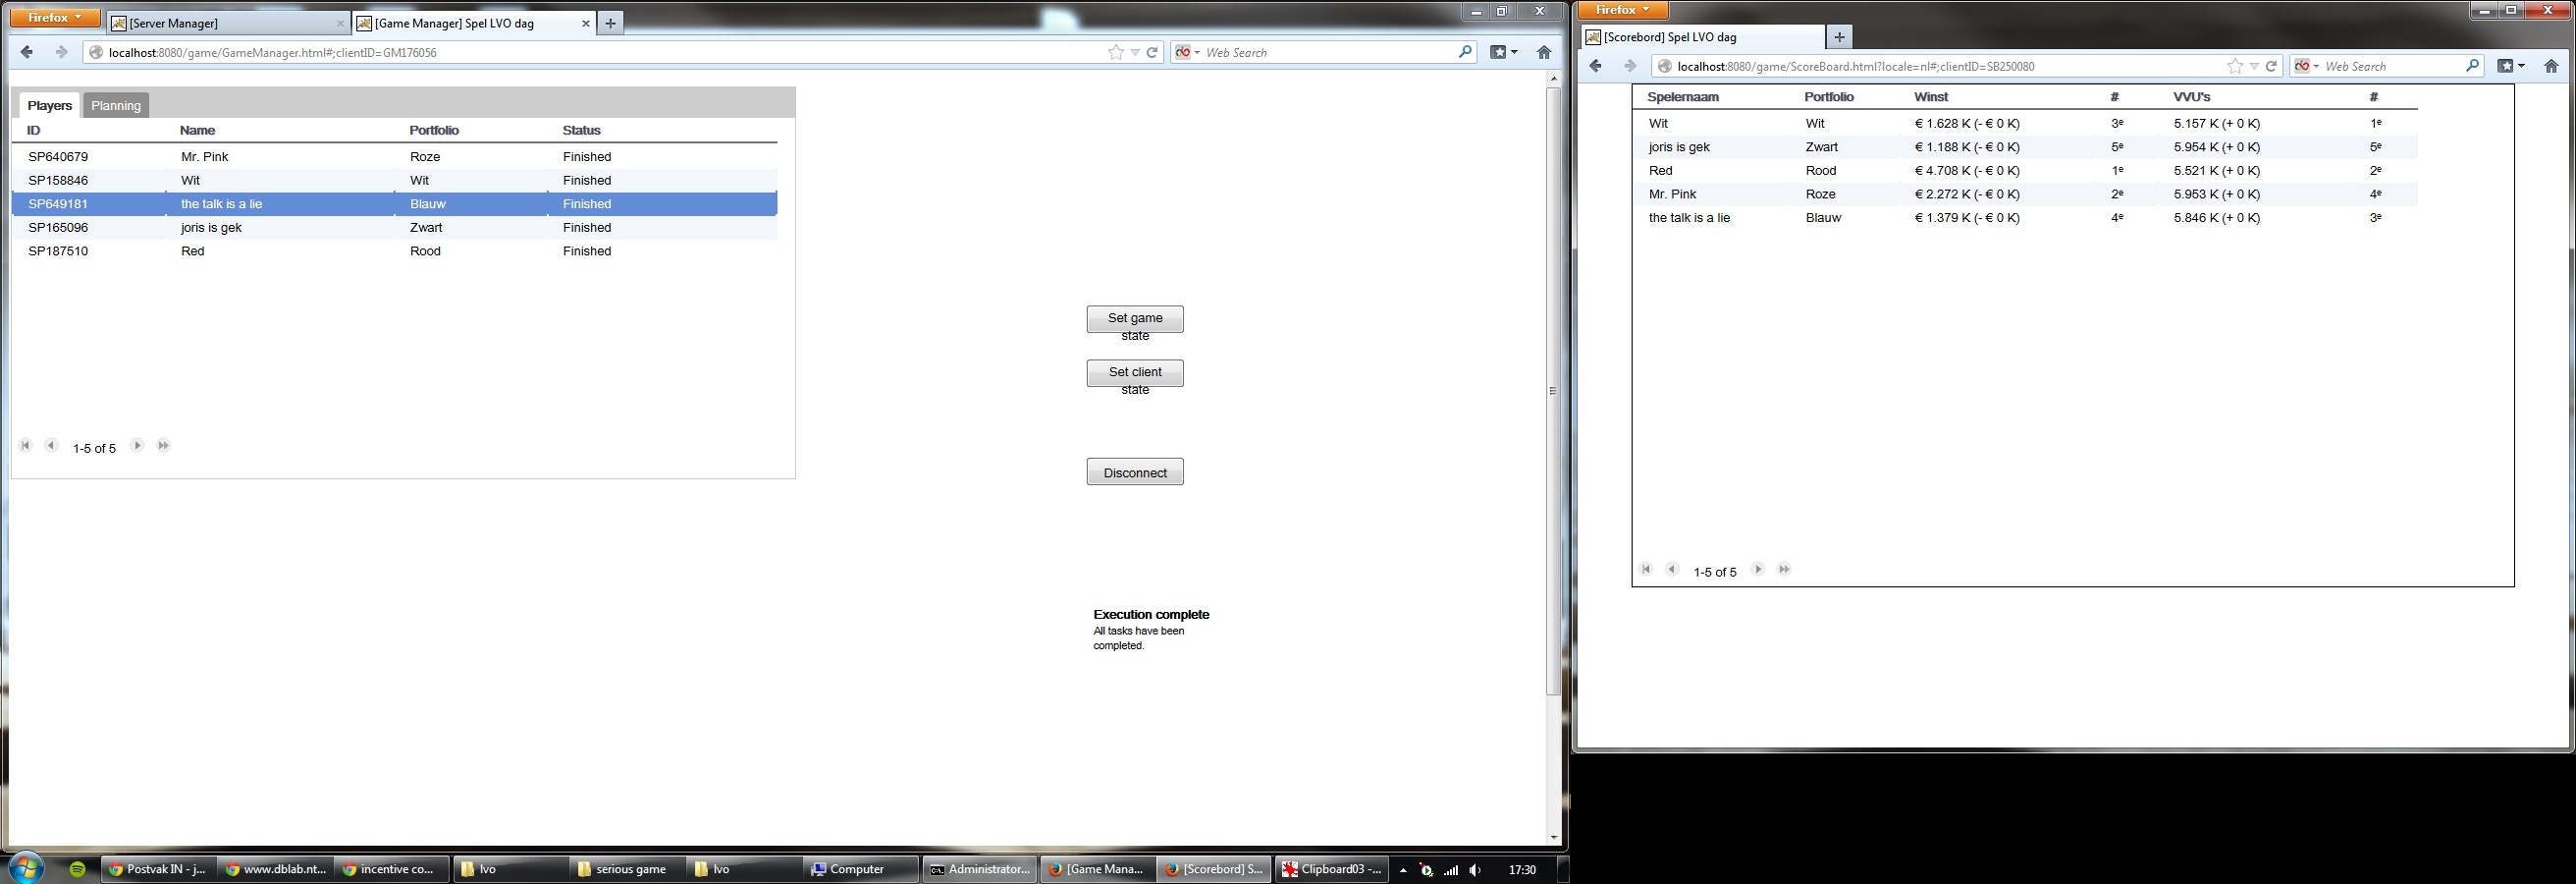 Firefox
[Server Manager]
[Game Manager] Spel LVO dag
localhost:8080/game/GameManager.html#;clientID=GM176056
Web Search
Players Planning
ID Name Portfolio Status
SP640679 Mr. Pink Roze Finished
SP158846 Wit Wit Finished
SP649181 the talk is a lie Blauw Finished
SP165096 joris is gek Zwart Finished
SP187510 Red Rood Finished
1-5 of 5
Set game
state
Set client
state
Disconnect
Execution complete
All tasks have been
completed.
Firefox
[Scorebord] Spel LVO dag
localhost:8080/game/ScoreBoard.html?locale=nl#;clientID=SB250080
Web Search
Spelernaam Portfolio Winst # VVU's #
Wit Wit € 1.628 K (- € 0 K) 3e 5.157 K (+ 0 K) 1e
joris is gek Zwart € 1.188 K (- € 0 K) 5e 5.954 K (+ 0 K) 5e
Red Rood € 4.708 K (- € 0 K) 1e 5.521 K (+ 0 K) 2e
Mr. Pink Roze € 2.272 K (- € 0 K) 2e 5.953 K (+ 0 K) 4e
the talk is a lie Blauw € 1.379 K (- € 0 K) 4e 5.846 K (+ 0 K) 3e
1-5 of 5
Postvak IN - j... www.dblab.nt... incentive co... lvo serious game lvo Computer Administrator... [Game Mana... [Scorebord] S... Clipboard03 -... 17:30